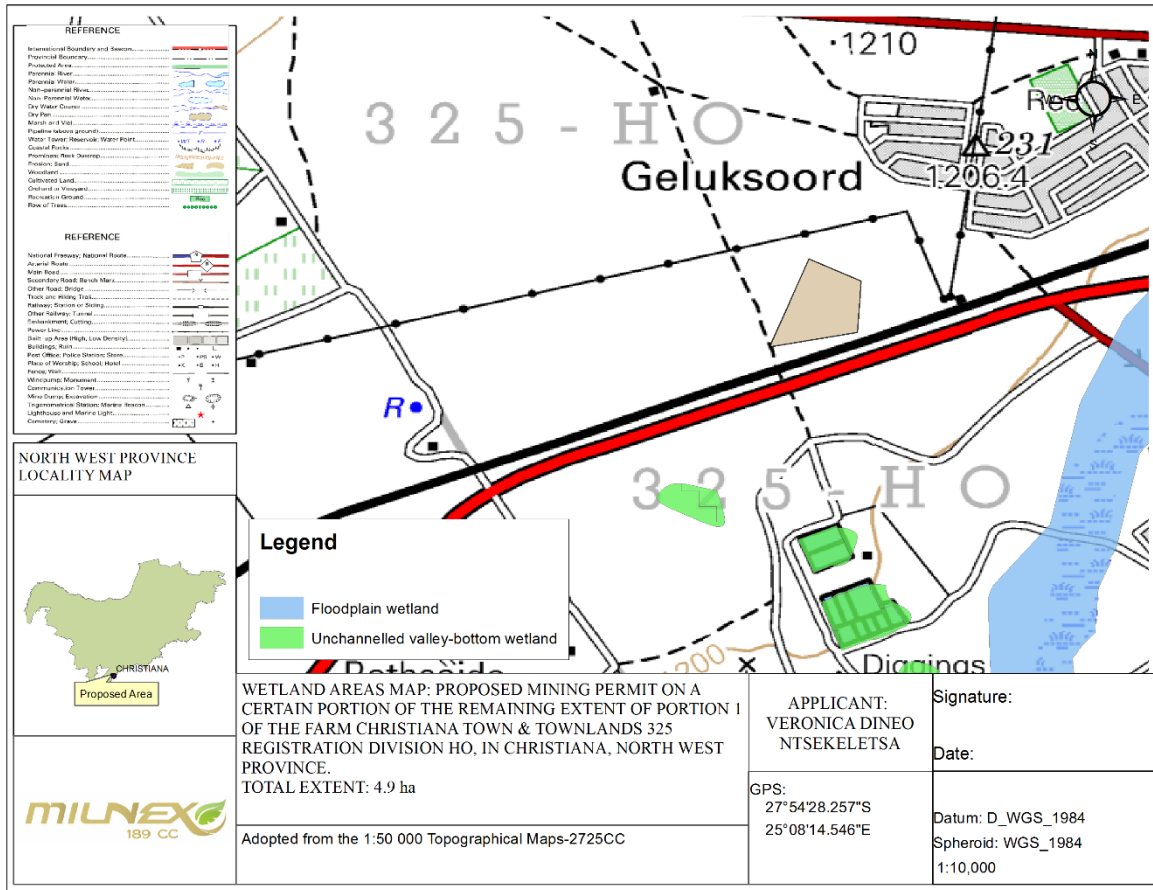 REFERENCE
International Boundary and Beacon
Provincial Boundary
Protected Area
Perennial River
Perennial Water
Non-perennial River
Non-Perennial Water
Dry Water Course
Dry Pan
Marsh and Vlei
Pipeline (above ground)
Water Tower; Reservoir; Water Point
Coastal Rocks
Prominent Rock Outcrop
Erosion; Sand
Woodland
Cultivated Land
Orchard or Vineyard
Recreation Ground
Row of Trees
REFERENCE
National Freeway; National Route
Arterial Route
Main Road
Secondary Road; Bench Mark
Other Road; Bridge
Track and Hiking Trail
Railway; Station or Siding
Other Railway; Tunnel
Embankment; Cutting
Power Line
Built-up Area (High, Low Density)
Buildings; Ruin
Post Office; Police Station; Store
Place of Worship; School; Hotel
Fence; Wall
Windpump; Monument
Communication Tower
Mine Dump; Excavation
Trigonometrical Station; Marine Beacon
Lighthouse and Marine Light
Cemetery; Grave
325-HO
Geluksoord
·1210
Rec
E
231
1206.4
R
325-HO
1200
Diggings
Legend
Floodplain wetland
Unchannelled valley-bottom wetland
NORTH WEST PROVINCE
LOCALITY MAP
CHRISTIANA
Proposed Area
MILNEX
189 CC
WETLAND AREAS MAP: PROPOSED MINING PERMIT ON A
CERTAIN PORTION OF THE REMAINING EXTENT OF PORTION 1
OF THE FARM CHRISTIANA TOWN & TOWNLANDS 325
REGISTRATION DIVISION HO, IN CHRISTIANA, NORTH WEST
PROVINCE.
TOTAL EXTENT: 4.9 ha
Adopted from the 1:50 000 Topographical Maps-2725CC
APPLICANT:
VERONICA DINEO
NTSEKELETSA
GPS:
27°54'28.257"S
25°08'14.546"E
Signature:
Date:
Datum: D_WGS_1984
Spheroid: WGS_1984
1:10,000